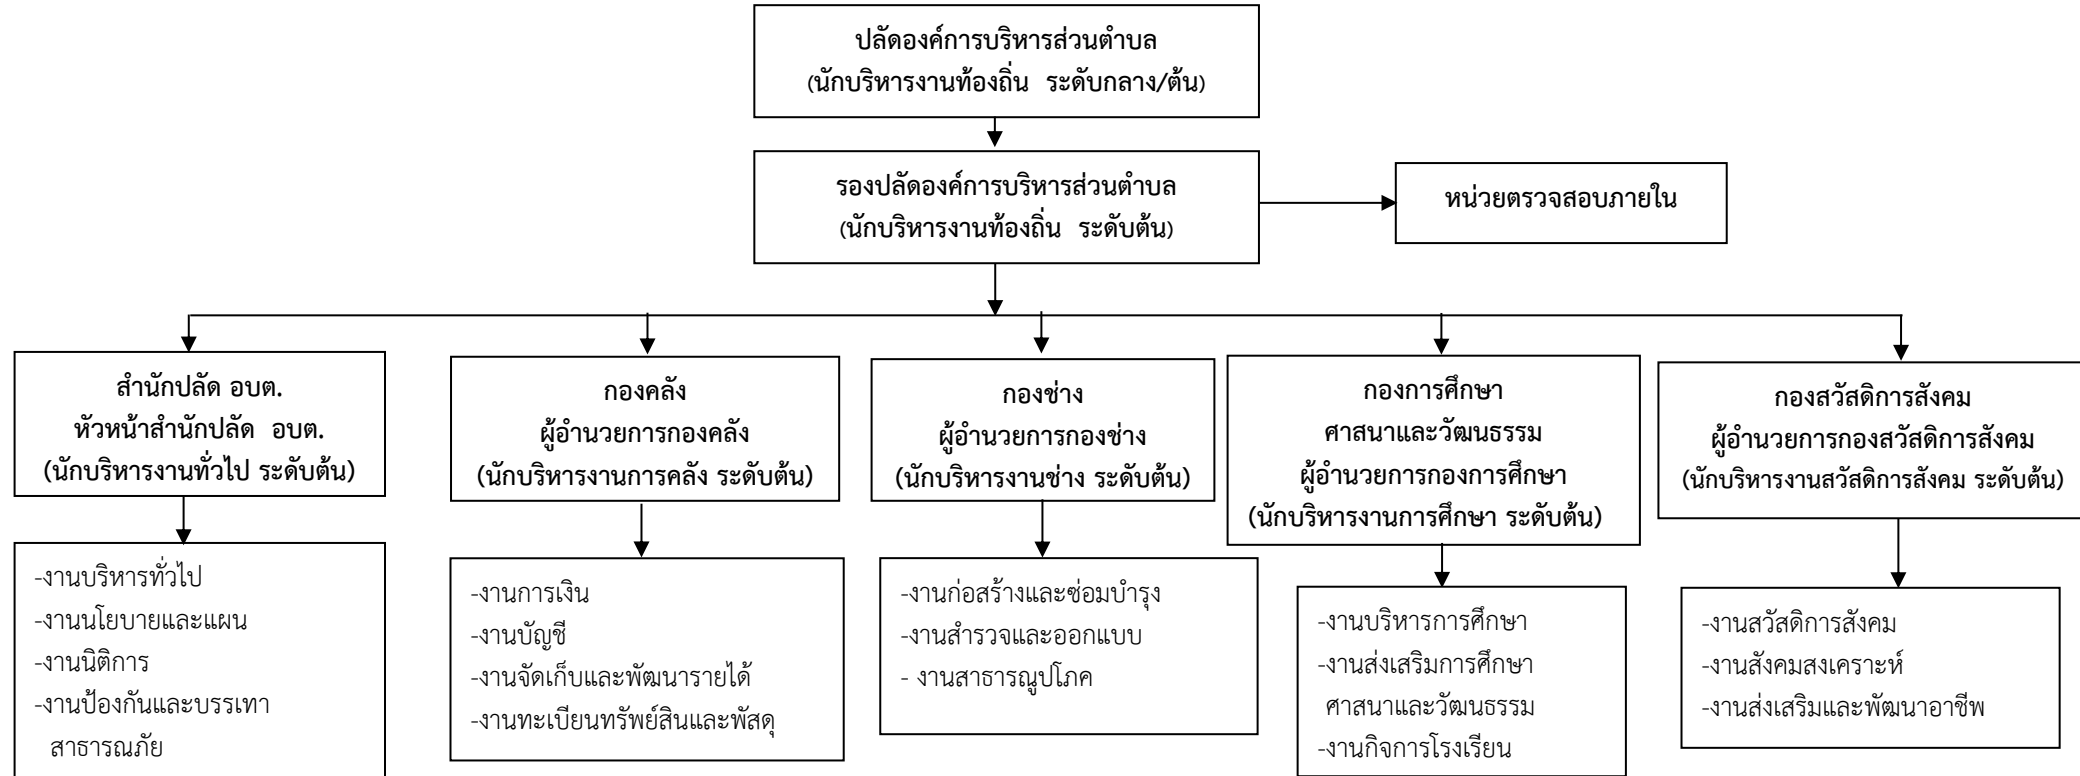 ปลัดองค์การบริหารส่วนตำบล
(นักบริหารงานท้องถิ่น ระดับกลาง/ต้น)
รองปลัดองค์การบริหารส่วนตำบล
(นักบริหารงานท้องถิ่น ระดับต้น)
หน่วยตรวจสอบภายใน
สำนักปลัด อบต.
หัวหน้าสำนักปลัด อบต.
(นักบริหารงานทั่วไป ระดับต้น)
กองคลัง
ผู้อำนวยการกองคลัง
(นักบริหารงานการคลัง ระดับต้น)
กองช่าง
ผู้อำนวยการกองช่าง
(นักบริหารงานช่าง ระดับต้น)
กองการศึกษา
ศาสนาและวัฒนธรรม
ผู้อำนวยการกองการศึกษา
(นักบริหารงานการศึกษา ระดับต้น)
กองสวัสดิการสังคม
ผู้อำนวยการกองสวัสดิการสังคม
(นักบริหารงานสวัสดิการสังคม ระดับต้น)
-งานบริหารทั่วไป
-งานนโยบายและแผน
-งานนิติการ
-งานป้องกันและบรรเทา
สาธารณภัย
-งานการเงิน
-งานบัญชี
-งานจัดเก็บและพัฒนารายได้
-งานทะเบียนทรัพย์สินและพัสดุ
-งานก่อสร้างและซ่อมบำรุง
-งานสำรวจและออกแบบ
- งานสาธารณูปโภค
-งานบริหารการศึกษา
-งานส่งเสริมการศึกษา
ศาสนาและวัฒนธรรม
-งานกิจการโรงเรียน
-งานสวัสดิการสังคม
-งานสังคมสงเคราะห์
-งานส่งเสริมและพัฒนาอาชีพ